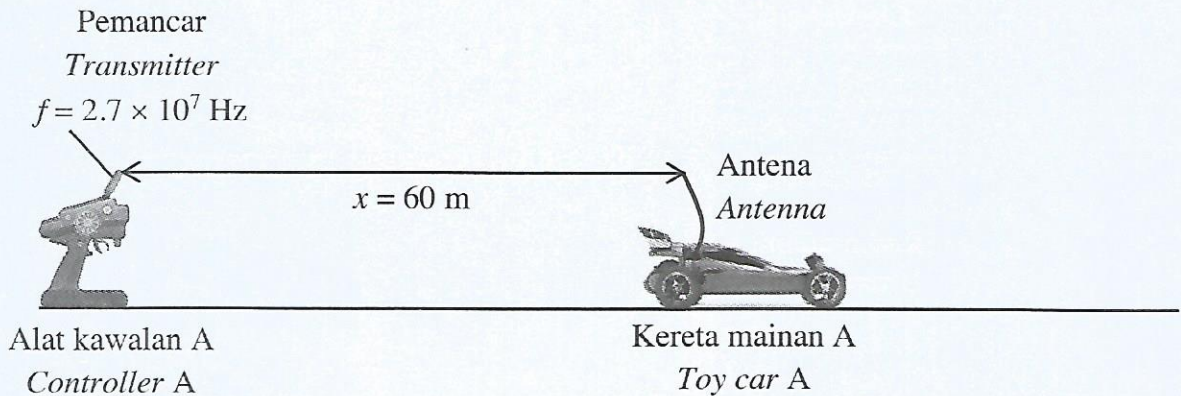 Pemancar
Transmitter
f = 2.7 × 10⁷ Hz
x = 60 m
Antena
Antenna
Alat kawalan A
Controller A
Kereta mainan A
Toy car A